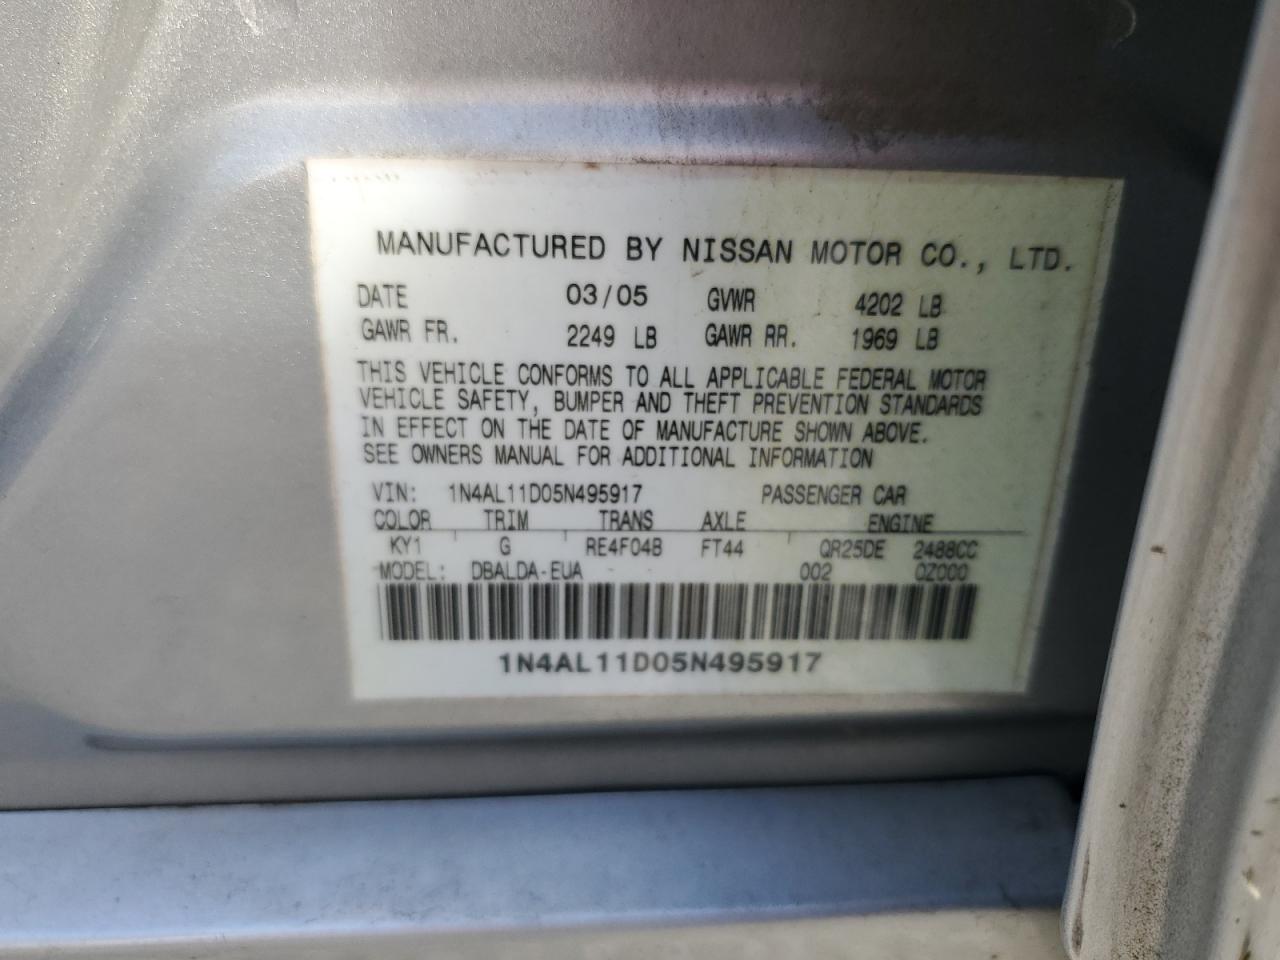 MANUFACTURED BY NISSAN MOTOR CO., LTD.
DATE 03/05 GVWR 4202 LB
GAWR FR. 2249 LB GAWR RR. 1969 LB
THIS VEHICLE CONFORMS TO ALL APPLICABLE FEDERAL MOTOR
VEHICLE SAFETY, BUMPER AND THEFT PREVENTION STANDARDS
IN EFFECT ON THE DATE OF MANUFACTURE SHOWN ABOVE.
SEE OWNERS MANUAL FOR ADDITIONAL INFORMATION
VIN: 1N4AL11D05N495917 PASSENGER CAR
COLOR TRIM TRANS AXLE ENGINE
KY1 G RE4F04B FT44 QR25DE 2488CC
MODEL: DBALDA-EUA - - 002 0Z000
1N4AL11D05N495917